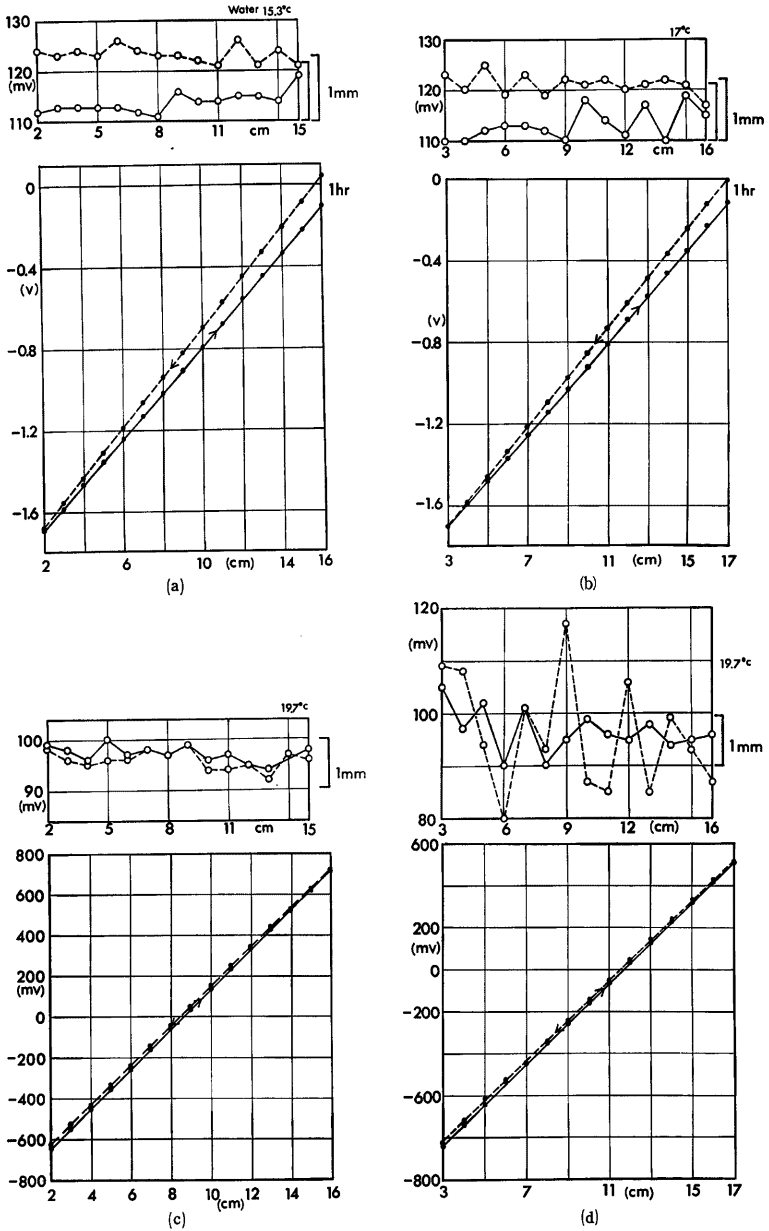 Water 15.3°c
130
120
(mv)
110
2 5 8 11 cm 15
1mm
0
-0.4
(v)
-0.8
-1.2
-1.6
1hr
2 6 10 (cm) 14 16
(a)
17°c
130
120
(mv)
110
3 6 9 12 cm 16
1mm
0
-0.4
(v)
-0.8
-1.2
-1.6
1hr
3 7 11 (cm) 15 17
(b)
19.7°c
100
90
(mv)
2 5 8 11 cm 15
1mm
800
600
400
200
(mv)
0
-200
-400
-600
-800
2 4 6 8 10 (cm) 12 14 16
(c)
120
(mv)
100
80
19.7°c
1mm
3 6 9 12 (cm) 16
600
200
(mv)
0
-200
-600
-800
3 7 11 (cm) 15 17
(d)